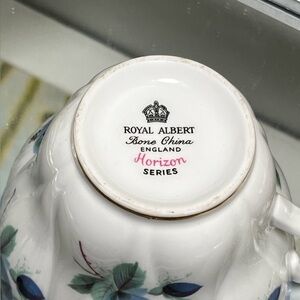 ROYAL ALBERT
Bone China
ENGLAND
Horizon
SERIES